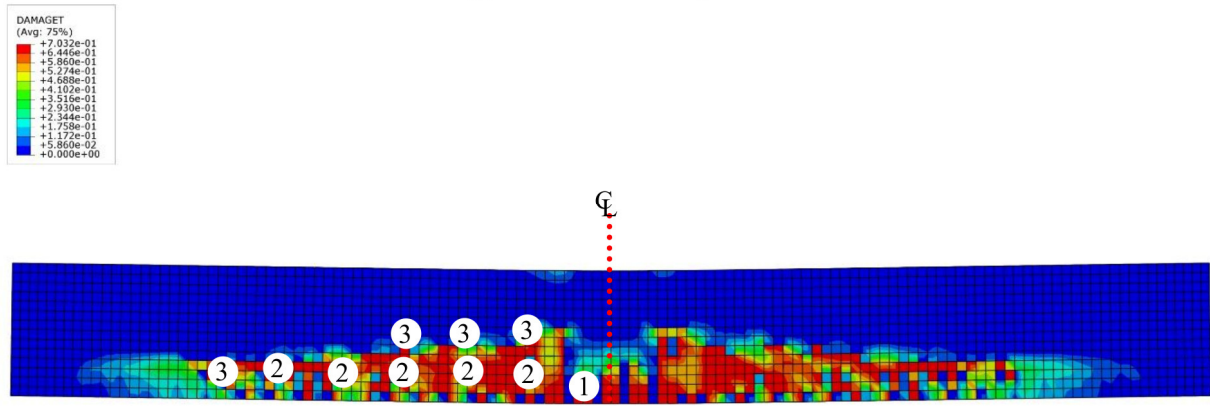 DAMAGET
(Avg: 75%)
+7.032e-01
+6.446e-01
+5.860e-01
+5.274e-01
+4.688e-01
+4.102e-01
+3.516e-01
+2.930e-01
+2.344e-01
+1.758e-01
+1.172e-01
+5.860e-02
+0.000e+00
℄
3 3 3
3 2 2 2 2 2 1